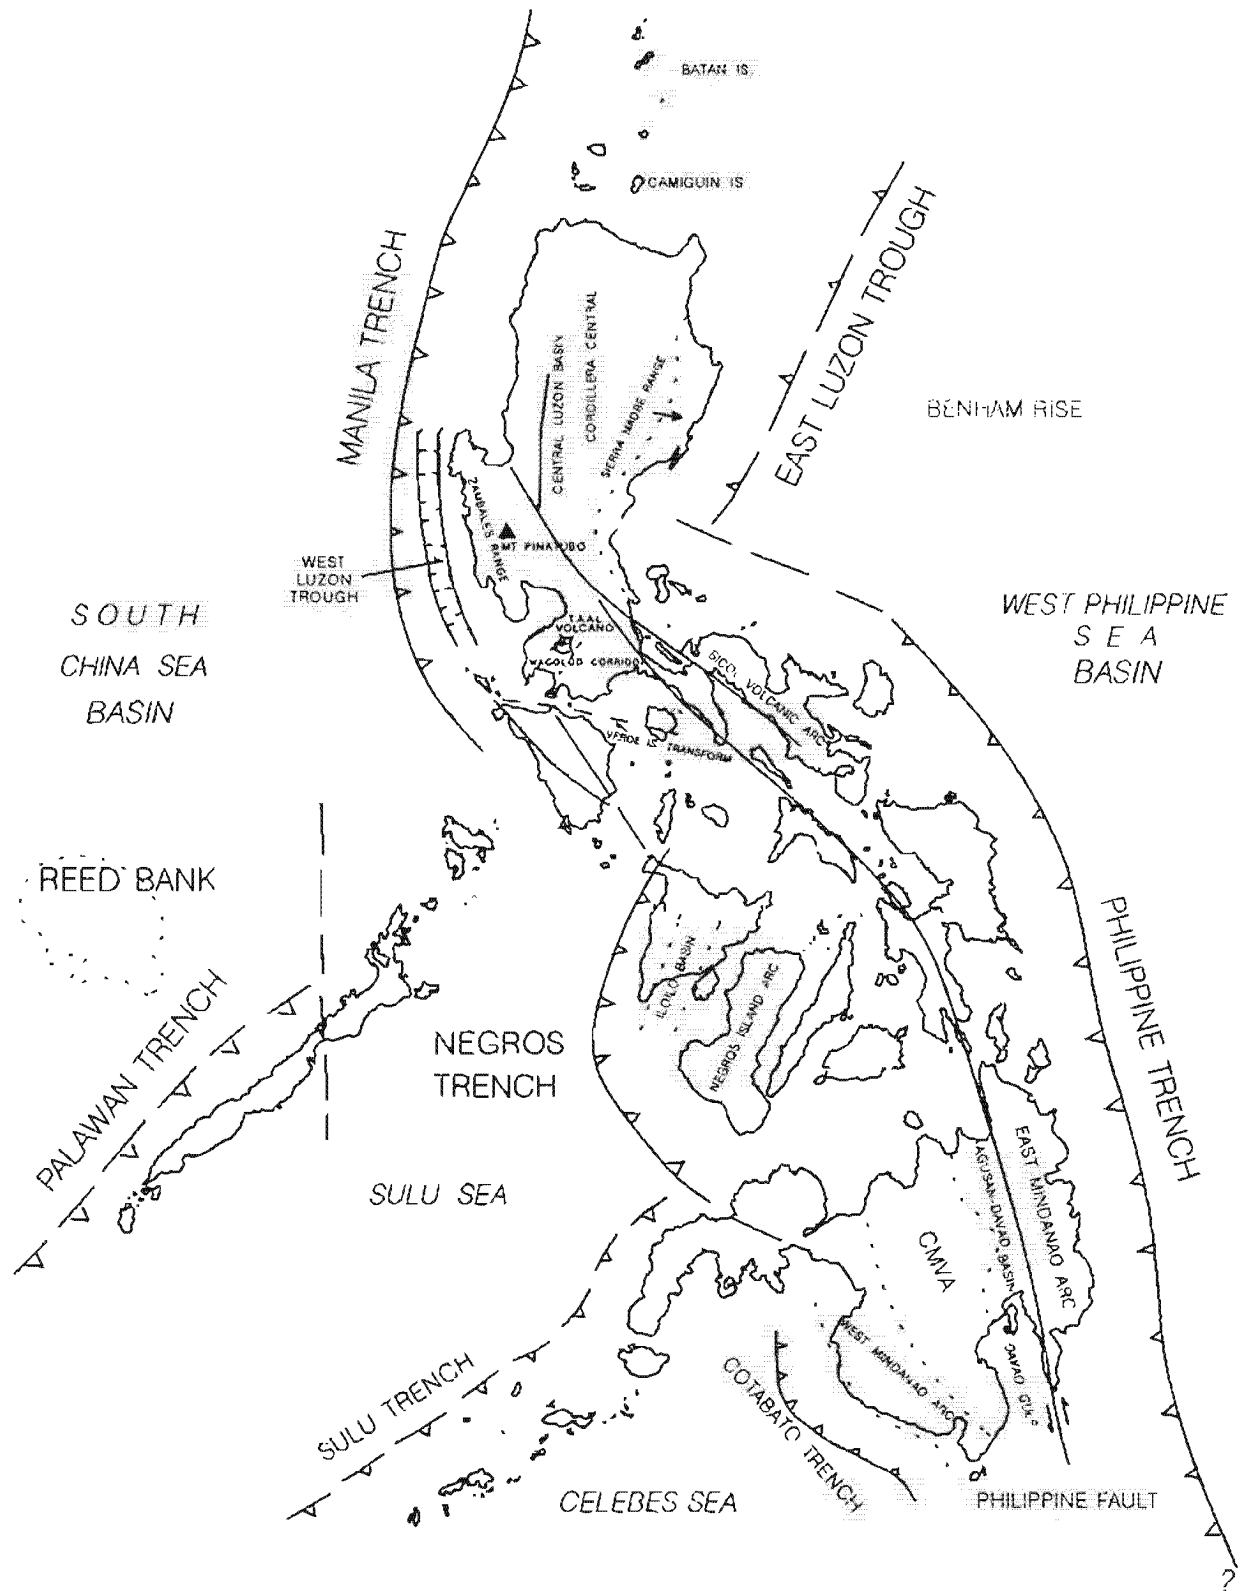 BATAN IS.
CAMIGUIN IS
MANILA TRENCH
EAST LUZON TROUGH
BENHAM RISE
CENTRAL LUZON BASIN
CORDILLERA CENTRAL
SIERRA MADRE RANGE
ZAMBALES RANGE
MT PINATUBO
WEST
LUZON
TROUGH
SOUTH
CHINA SEA
BASIN
WEST PHILIPPINE
SEA
BASIN
TAAL
VOLCANO
MACOLOD CORRIDOR
BICOL VOLCANIC ARC
VERDE IS TRANSFORM
REED BANK
PALAWAN TRENCH
NEGROS
TRENCH
ILOILO BASIN
NEGROS ISLAND ARC
PHILIPPINE TRENCH
SULU SEA
EAST MINDANAO ARC
AGUSAN-DAVAO BASIN
CMVA
WEST MINDANAO ARC
DAVAO GULF
SULU TRENCH
COTABATO TRENCH
CELEBES SEA
PHILIPPINE FAULT
?